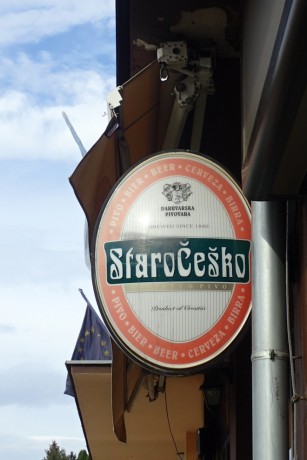 PIVO • BIER • BEER • CERVEZA • BIRRA
DARUVARSKA
PIVOVARA
BREWED SINCE 1840
StaroČeško
PIVO
Product of Croatia
PIVO • BIER • BEER • CERVEZA • BIRRA